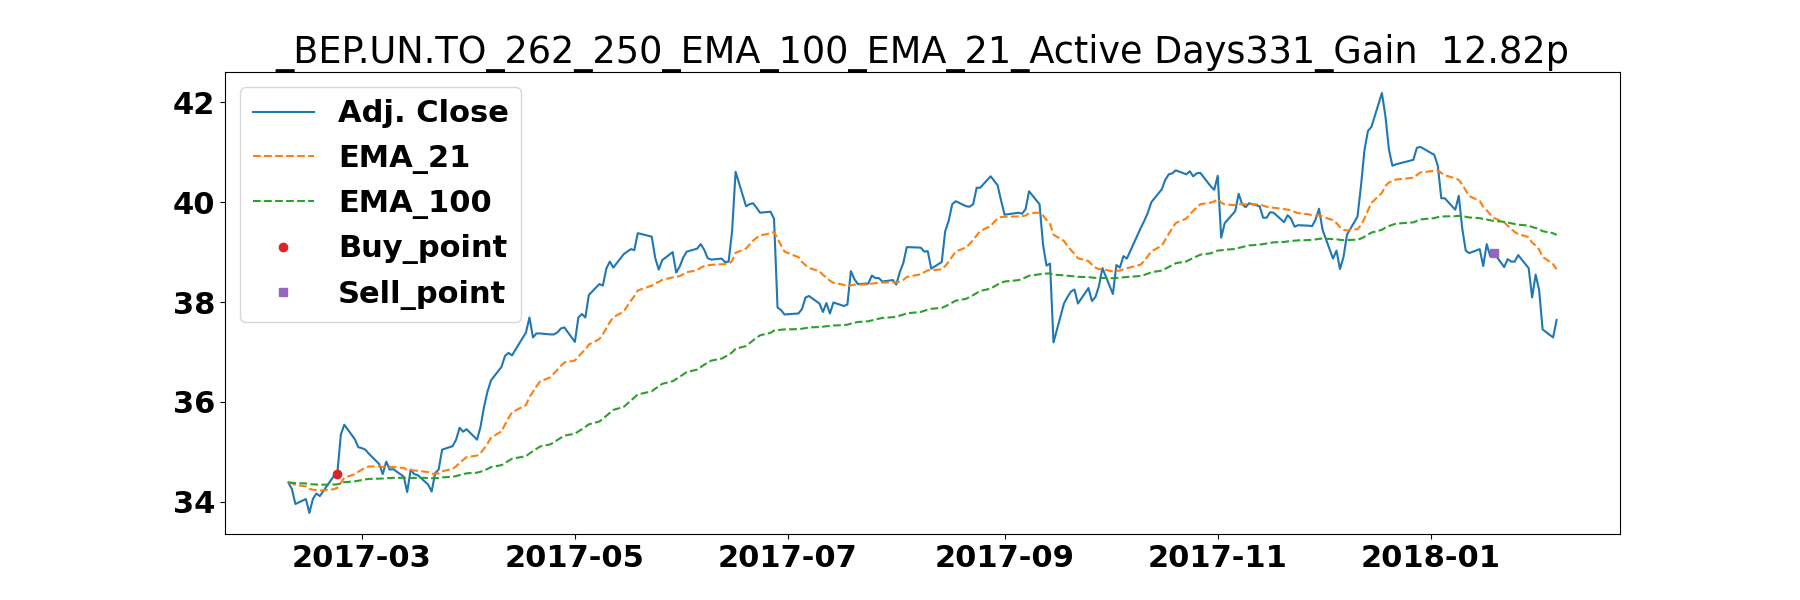 _BEP.UN.TO_262_250_EMA_100_EMA_21_Active Days331_Gain  12.82p
42
40
38
36
34
Adj. Close
EMA_21
EMA_100
Buy_point
Sell_point
2017-03 2017-05 2017-07 2017-09 2017-11 2018-01